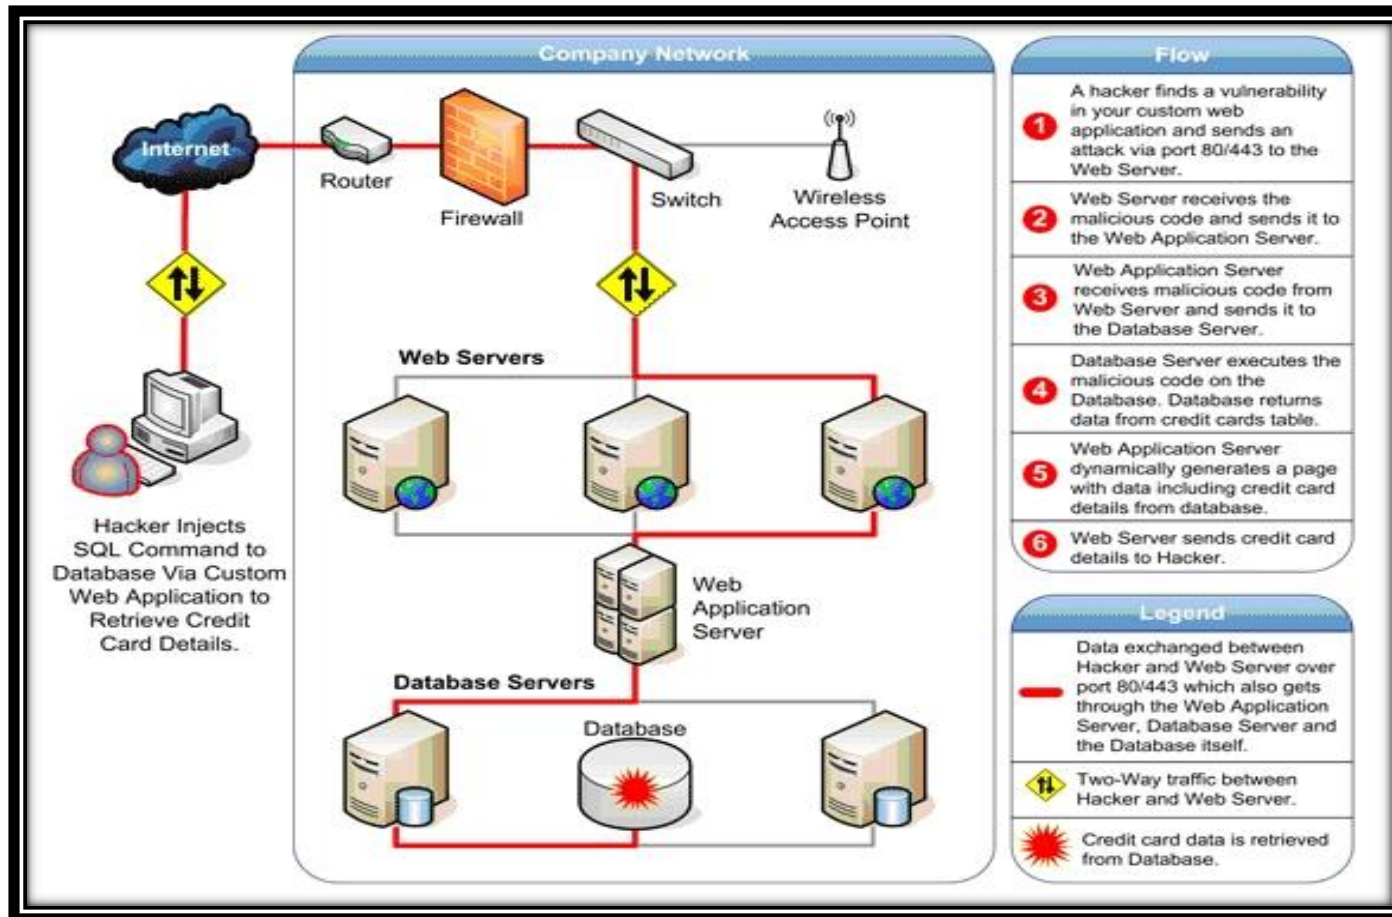 Company Network
Internet
Router
Firewall
Switch
Wireless
Access Point
Web Servers
Hacker Injects
SQL Command to
Database Via Custom
Web Application to
Retrieve Credit
Card Details.
Web
Application
Server
Database Servers
Database
Flow
1
A hacker finds a vulnerability
in your custom web
application and sends an
attack via port 80/443 to the
Web Server.
2
Web Server receives the
malicious code and sends it to
the Web Application Server.
3
Web Application Server
receives malicious code from
Web Server and sends it to
the Database Server.
4
Database Server executes the
malicious code on the
Database. Database returns
data from credit cards table.
5
Web Application Server
dynamically generates a page
with data including credit card
details from database.
6
Web Server sends credit card
details to Hacker.
Legend
Data exchanged between
Hacker and Web Server over
port 80/443 which also gets
through the Web Application
Server, Database Server and
the Database itself.
Two-Way traffic between
Hacker and Web Server.
Credit card data is retrieved
from Database.